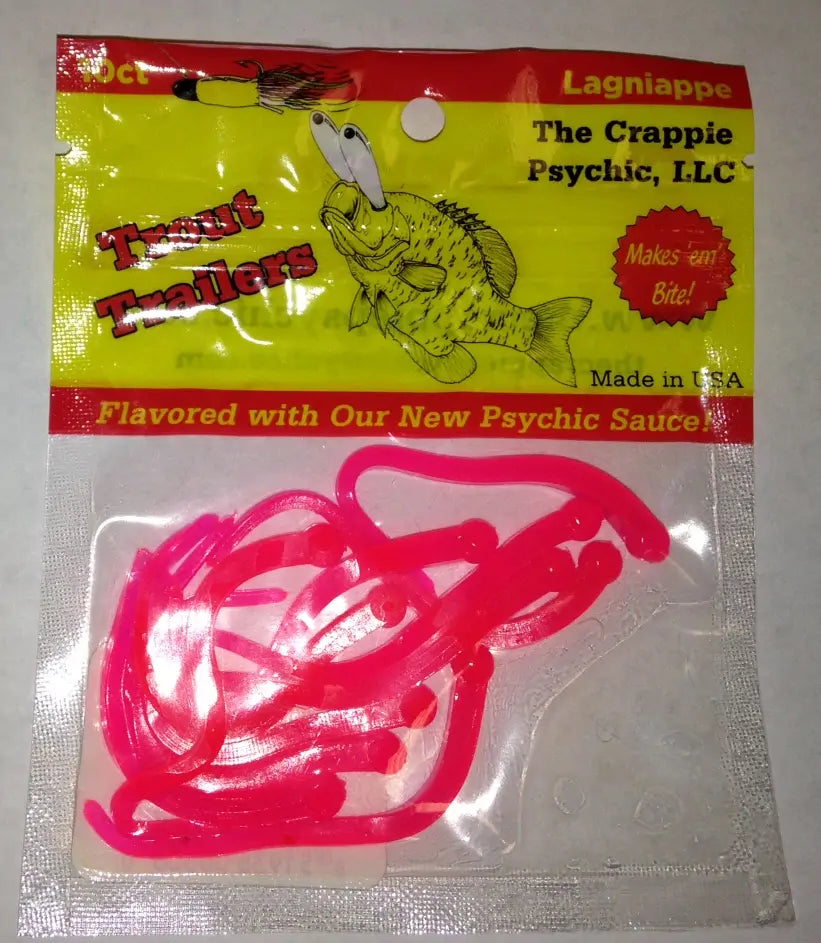 10ct
Lagniappe
The Crappie
Psychic, LLC
Trout
Trailers
Makes 'em'
Bite!
Made in USA
Flavored with Our New Psychic Sauce!